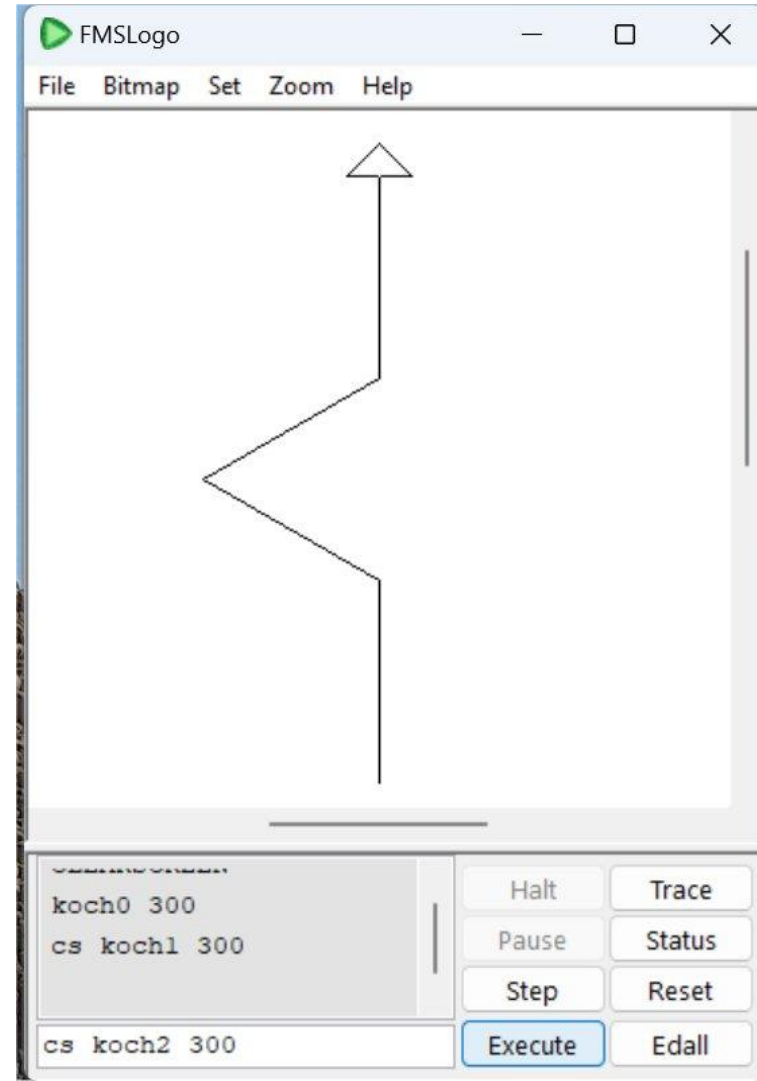 FMSLogo
File Bitmap Set Zoom Help
koch0 300
cs koch1 300
cs koch2 300
Halt Trace
Pause Status
Step Reset
Execute Edall